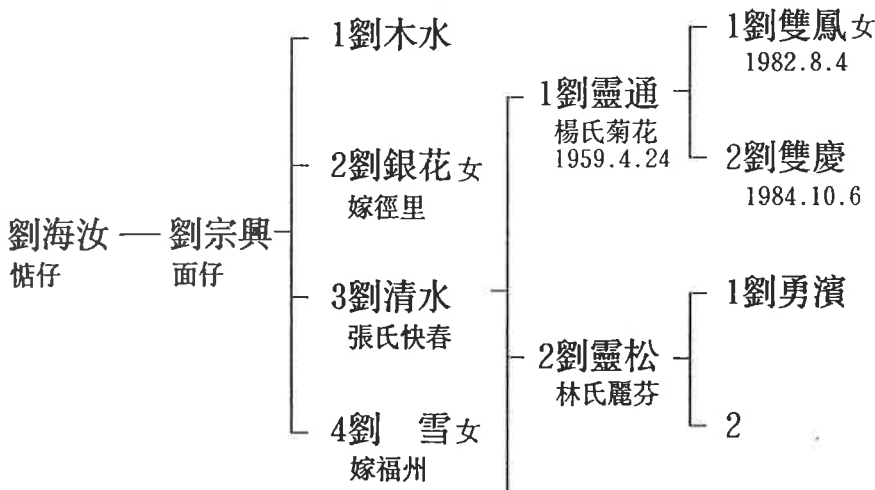 劉海汝
惦仔
劉宗興
面仔
1劉木水
2劉銀花女
嫁徑里
3劉清水
張氏快春
4劉　雪女
嫁福州
1劉靈通
楊氏菊花
1959.4.24
2劉靈松
林氏麗芬
1劉雙鳳女
1982.8.4
2劉雙慶
1984.10.6
1劉勇濱
2